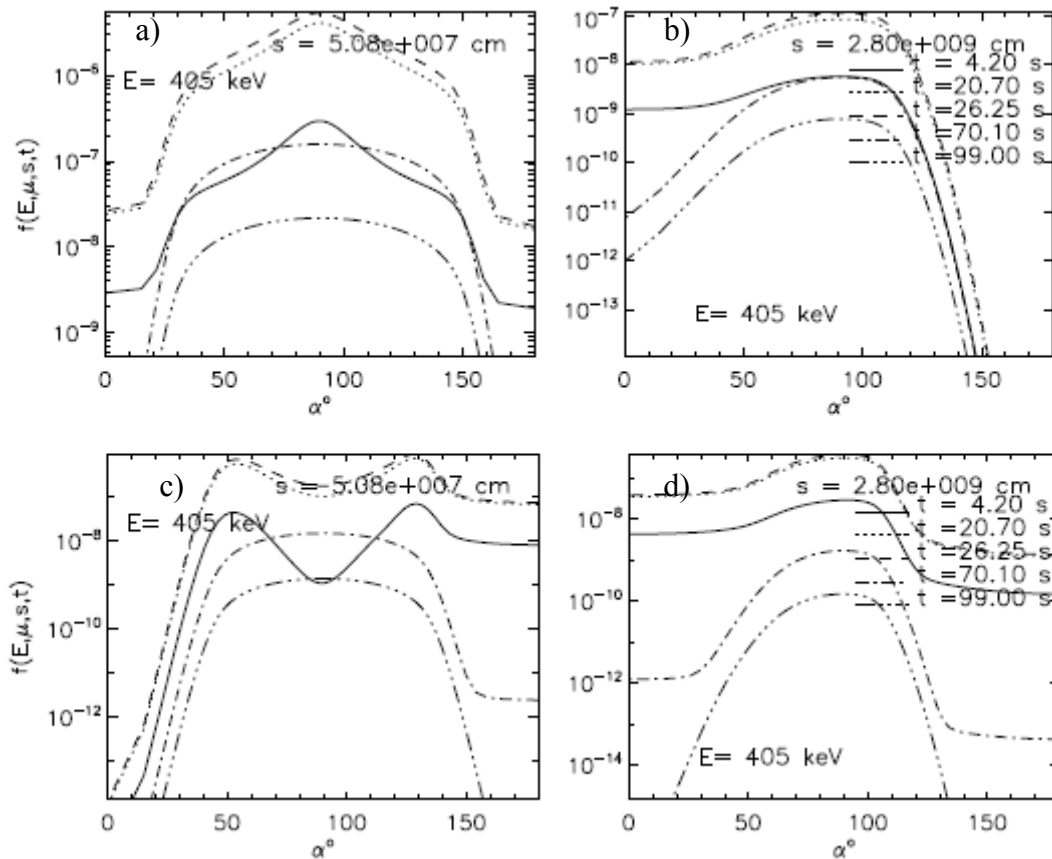 a)
s = 5.08e+007 cm
E= 405 keV
f(E,μ,s,t)
10⁻⁶
10⁻⁷
10⁻⁸
10⁻⁹
0
50
100
150
α°
b)
s = 2.80e+009 cm
t = 4.20 s
t =20.70 s
t =26.25 s
t =70.10 s
t =99.00 s
E= 405 keV
10⁻⁷
10⁻⁸
10⁻⁹
10⁻¹⁰
10⁻¹¹
10⁻¹²
10⁻¹³
0
50
100
150
α°
c)
s = 5.08e+007 cm
E= 405 keV
f(E,μ,s,t)
10⁻⁸
10⁻¹⁰
10⁻¹²
0
50
100
150
α°
d)
s = 2.80e+009 cm
t = 4.20 s
t =20.70 s
t =26.25 s
t =70.10 s
t =99.00 s
E= 405 keV
10⁻⁸
10⁻¹⁰
10⁻¹²
10⁻¹⁴
0
50
100
150
α°